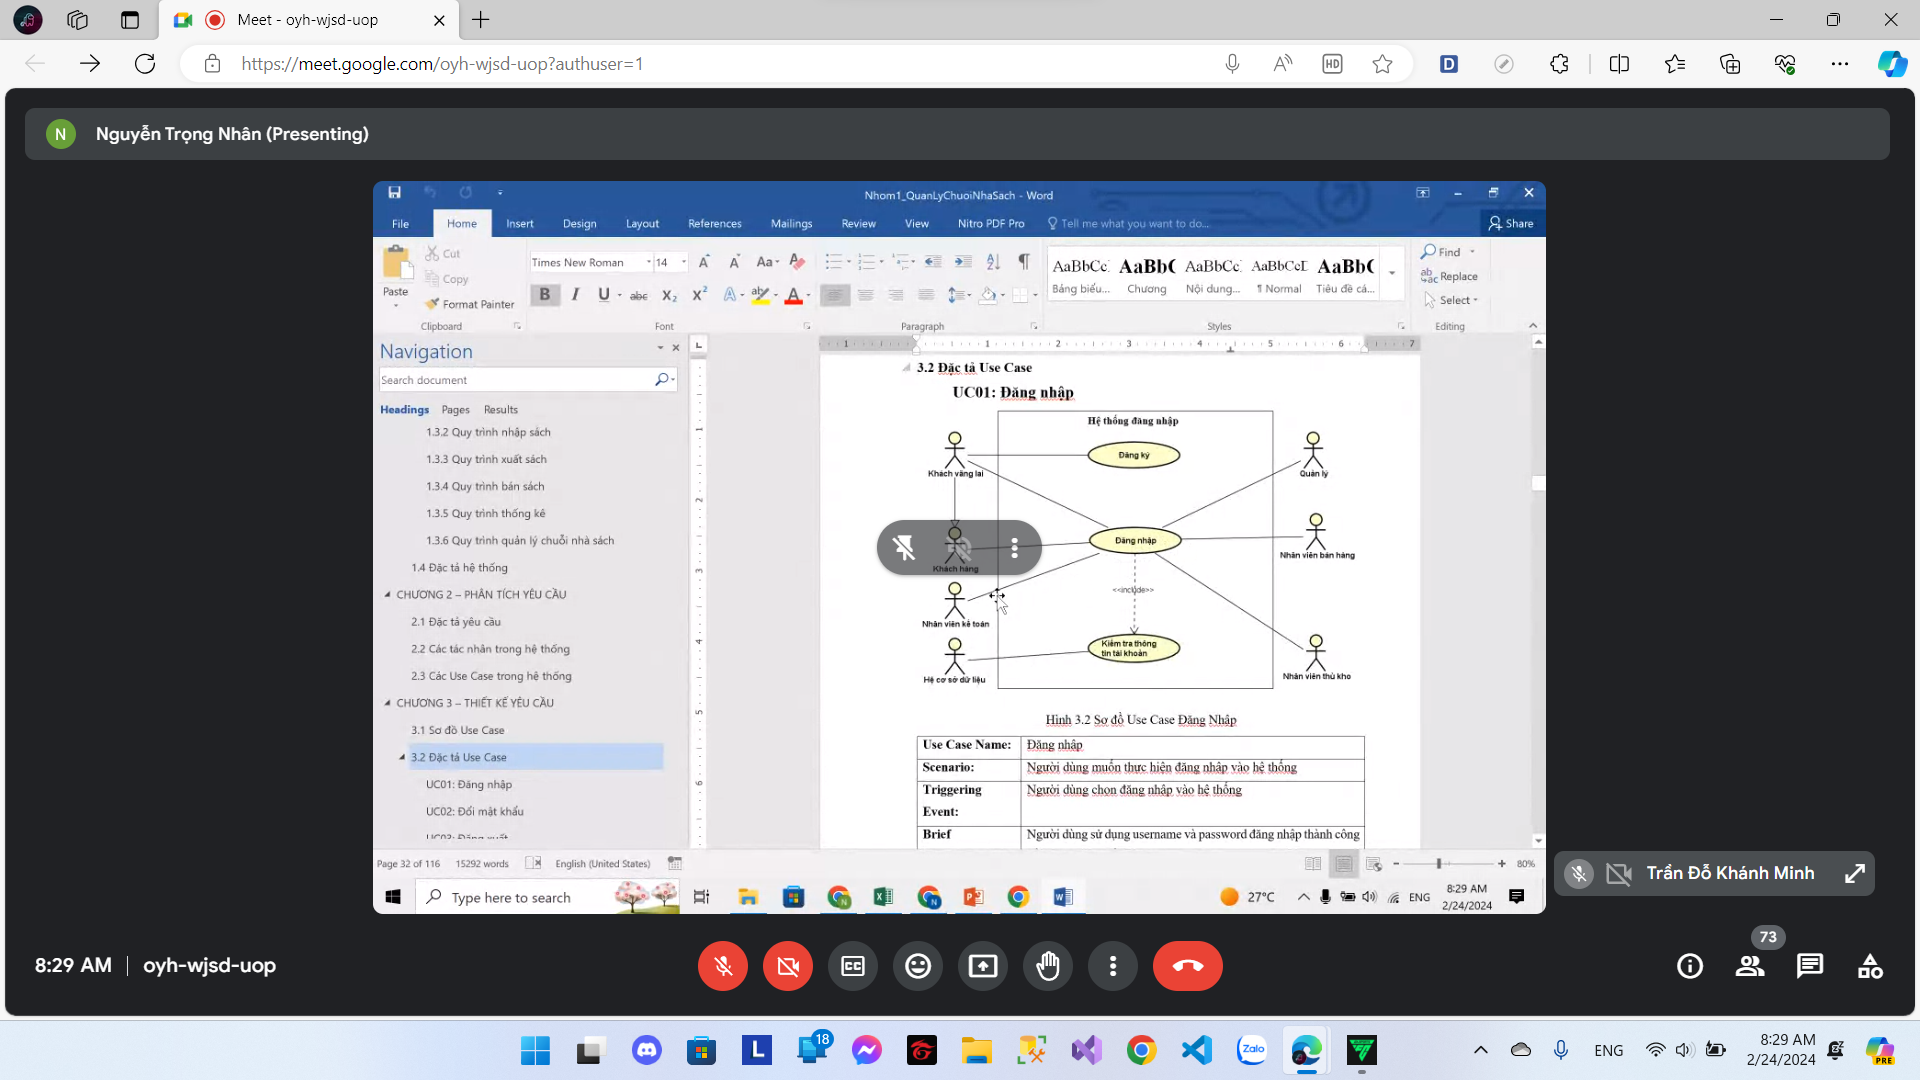 Meet - oyh-wjsd-uop
https://meet.google.com/oyh-wjsd-uop?authuser=1
HD
D
N
Nguyễn Trọng Nhân (Presenting)
Nhom1_QuanLyChuoiNhaSach - Word
File Home Insert Design Layout References Mailings Review View Nitro PDF Pro Tell me what you want to do... Share
Paste
Cut
Copy
Format Painter
Clipboard
Times New Roman 14
Font
Paragraph
AaBbCc. AaBbC AaBbCc. AaBbCcI AaBbC
Bảng biểu... Chương Nội dung... ¶ Normal Tiêu đề cá...
Styles
Find
Replace
Select
Editing
Navigation
Search document
Headings Pages Results
1.3.2 Quy trình nhập sách
1.3.3 Quy trình xuất sách
1.3.4 Quy trình bán sách
1.3.5 Quy trình thống kê
1.3.6 Quy trình quản lý chuỗi nhà sách
1.4 Đặc tả hệ thống
CHƯƠNG 2 – PHÂN TÍCH YÊU CẦU
2.1 Đặc tả yêu cầu
2.2 Các tác nhân trong hệ thống
2.3 Các Use Case trong hệ thống
CHƯƠNG 3 – THIẾT KẾ YÊU CẦU
3.1 Sơ đồ Use Case
3.2 Đặc tả Use Case
UC01: Đăng nhập
UC02: Đổi mật khẩu
UC03: Đăng xuất
3.2 Đặc tả Use Case
UC01: Đăng nhập
Hệ thống đăng nhập
Đăng ký
Khách vãng lai
Quản lý
Đăng nhập
Khách hàng
Nhân viên bán hàng
<<include>>
Nhân viên kế toán
Kiểm tra thông
tin tài khoản
Hệ cơ sở dữ liệu
Nhân viên thủ kho
Hình 3.2 Sơ đồ Use Case Đăng Nhập
Use Case Name: Đăng nhập
Scenario: Người dùng muốn thực hiện đăng nhập vào hệ thống
Triggering Người dùng chọn đăng nhập vào hệ thống
Event:
Brief Người dùng sử dụng username và password đăng nhập thành công
Page 32 of 116 15292 words English (United States) 80%
Type here to search
27°C
ENG
8:29 AM
2/24/2024
Trần Đỗ Khánh Minh
8:29 AM | oyh-wjsd-uop
73
18
Zalo
ENG
8:29 AM
2/24/2024
PRE